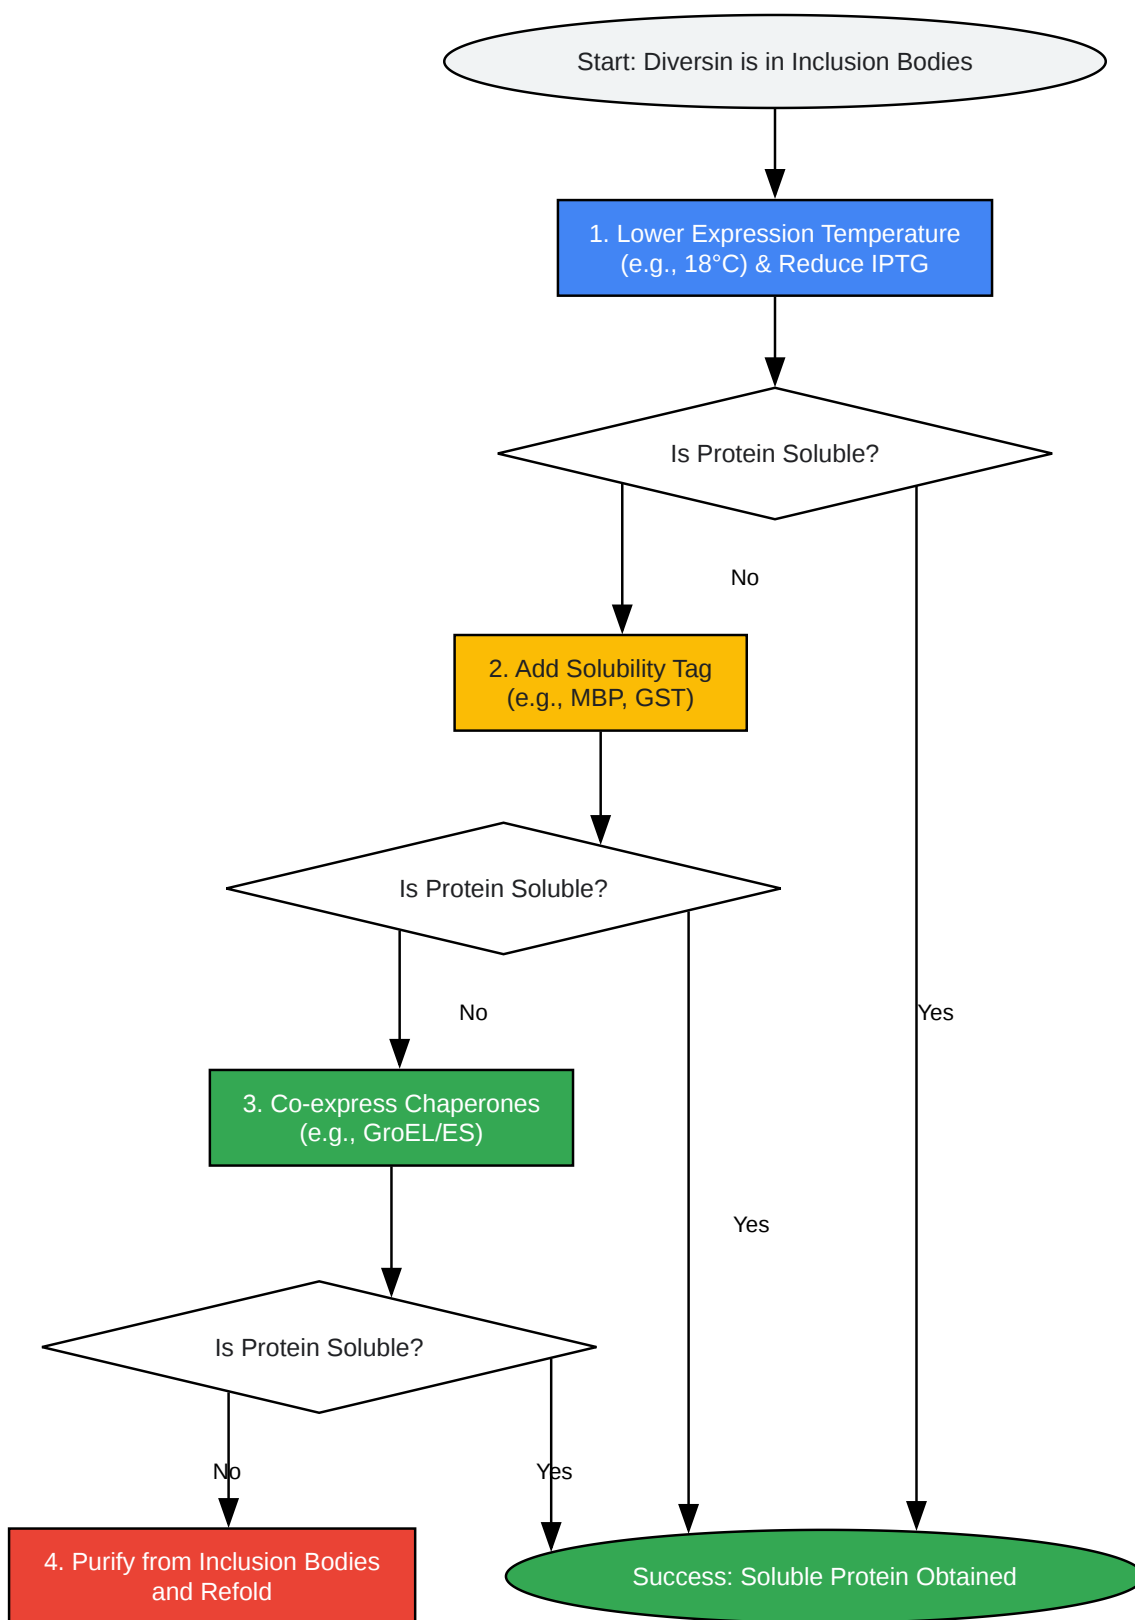 Start: Diversin is in Inclusion Bodies
1. Lower Expression Temperature
(e.g., 18°C) & Reduce IPTG
Is Protein Soluble?
No
2. Add Solubility Tag
(e.g., MBP, GST)
Is Protein Soluble?
No
Yes
3. Co-express Chaperones
(e.g., GroEL/ES)
Yes
Is Protein Soluble?
No
Yes
4. Purify from Inclusion Bodies
and Refold
Success: Soluble Protein Obtained